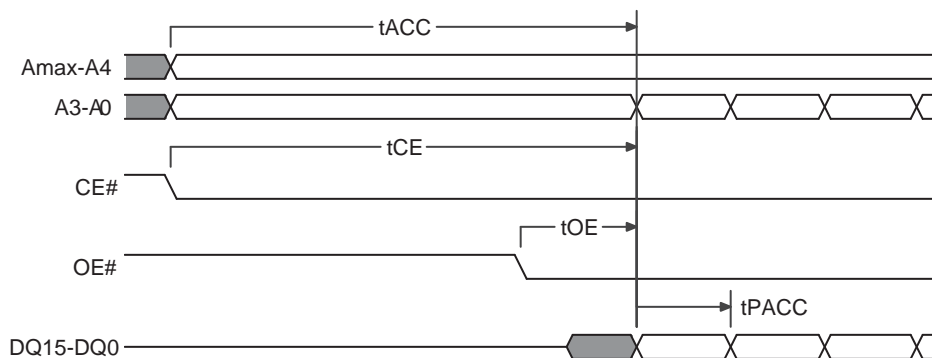 tACC
Amax-A4
A3-A0
tCE
CE#
tOE
OE#
tPACC
DQ15-DQ0